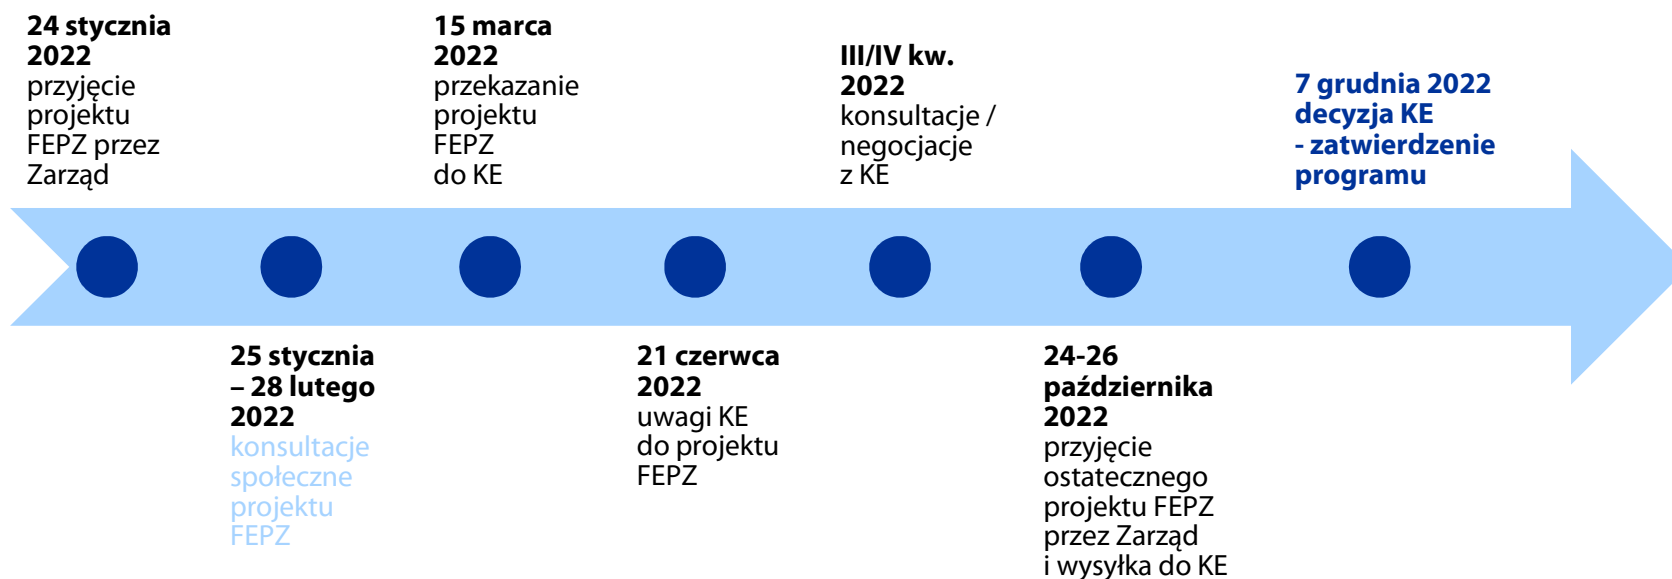 24 stycznia
2022
przyjęcie
projektu
FEPZ przez
Zarząd
25 stycznia
– 28 lutego
2022
konsultacje
społeczne
projektu
FEPZ
15 marca
2022
przekazanie
projektu
FEPZ
do KE
21 czerwca
2022
uwagi KE
do projektu
FEPZ
III/IV kw.
2022
konsultacje /
negocjacje
z KE
24-26
października
2022
przyjęcie
ostatecznego
projektu FEPZ
przez Zarząd
i wysyłka do KE
7 grudnia 2022
decyzja KE
- zatwierdzenie
programu